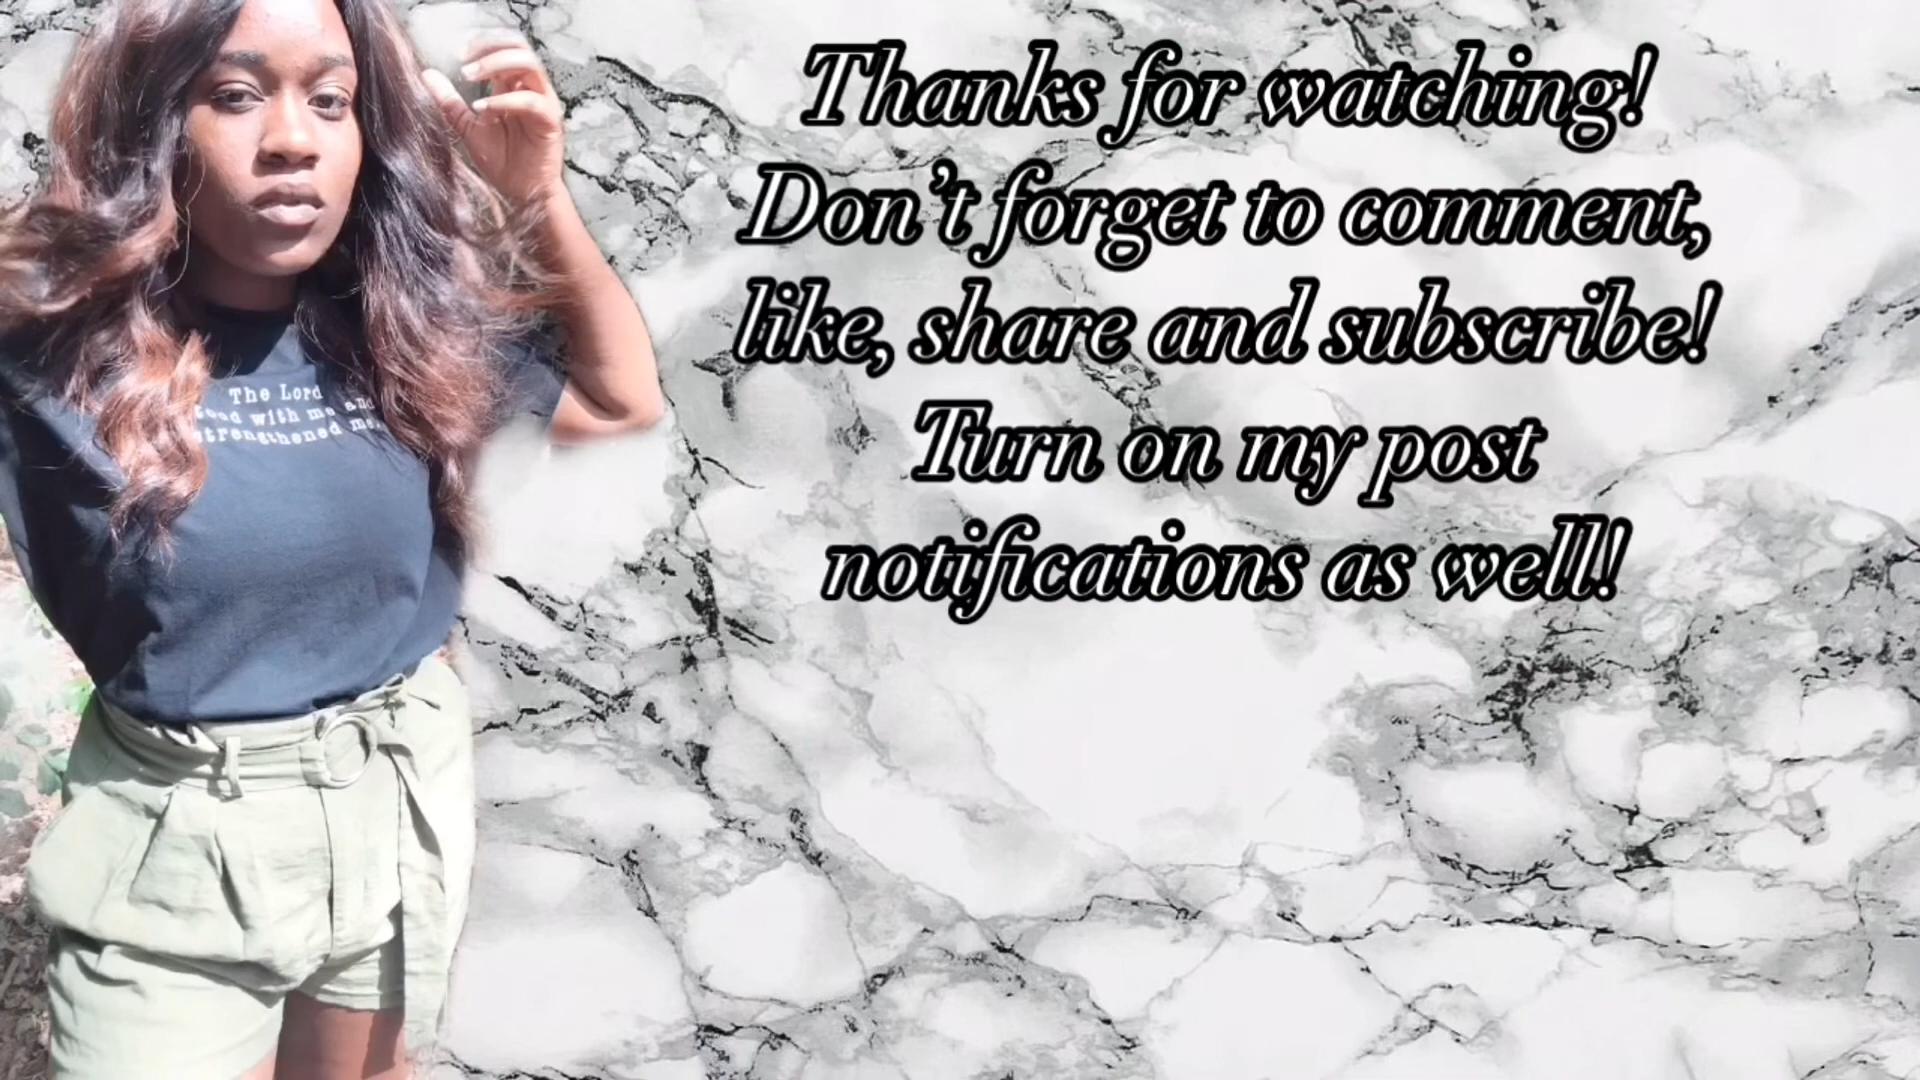 Thanks for watching!
Don't forget to comment,
like, share and subscribe!
Turn on my post
notifications as well!
The Lord
with me and
strengthened me.